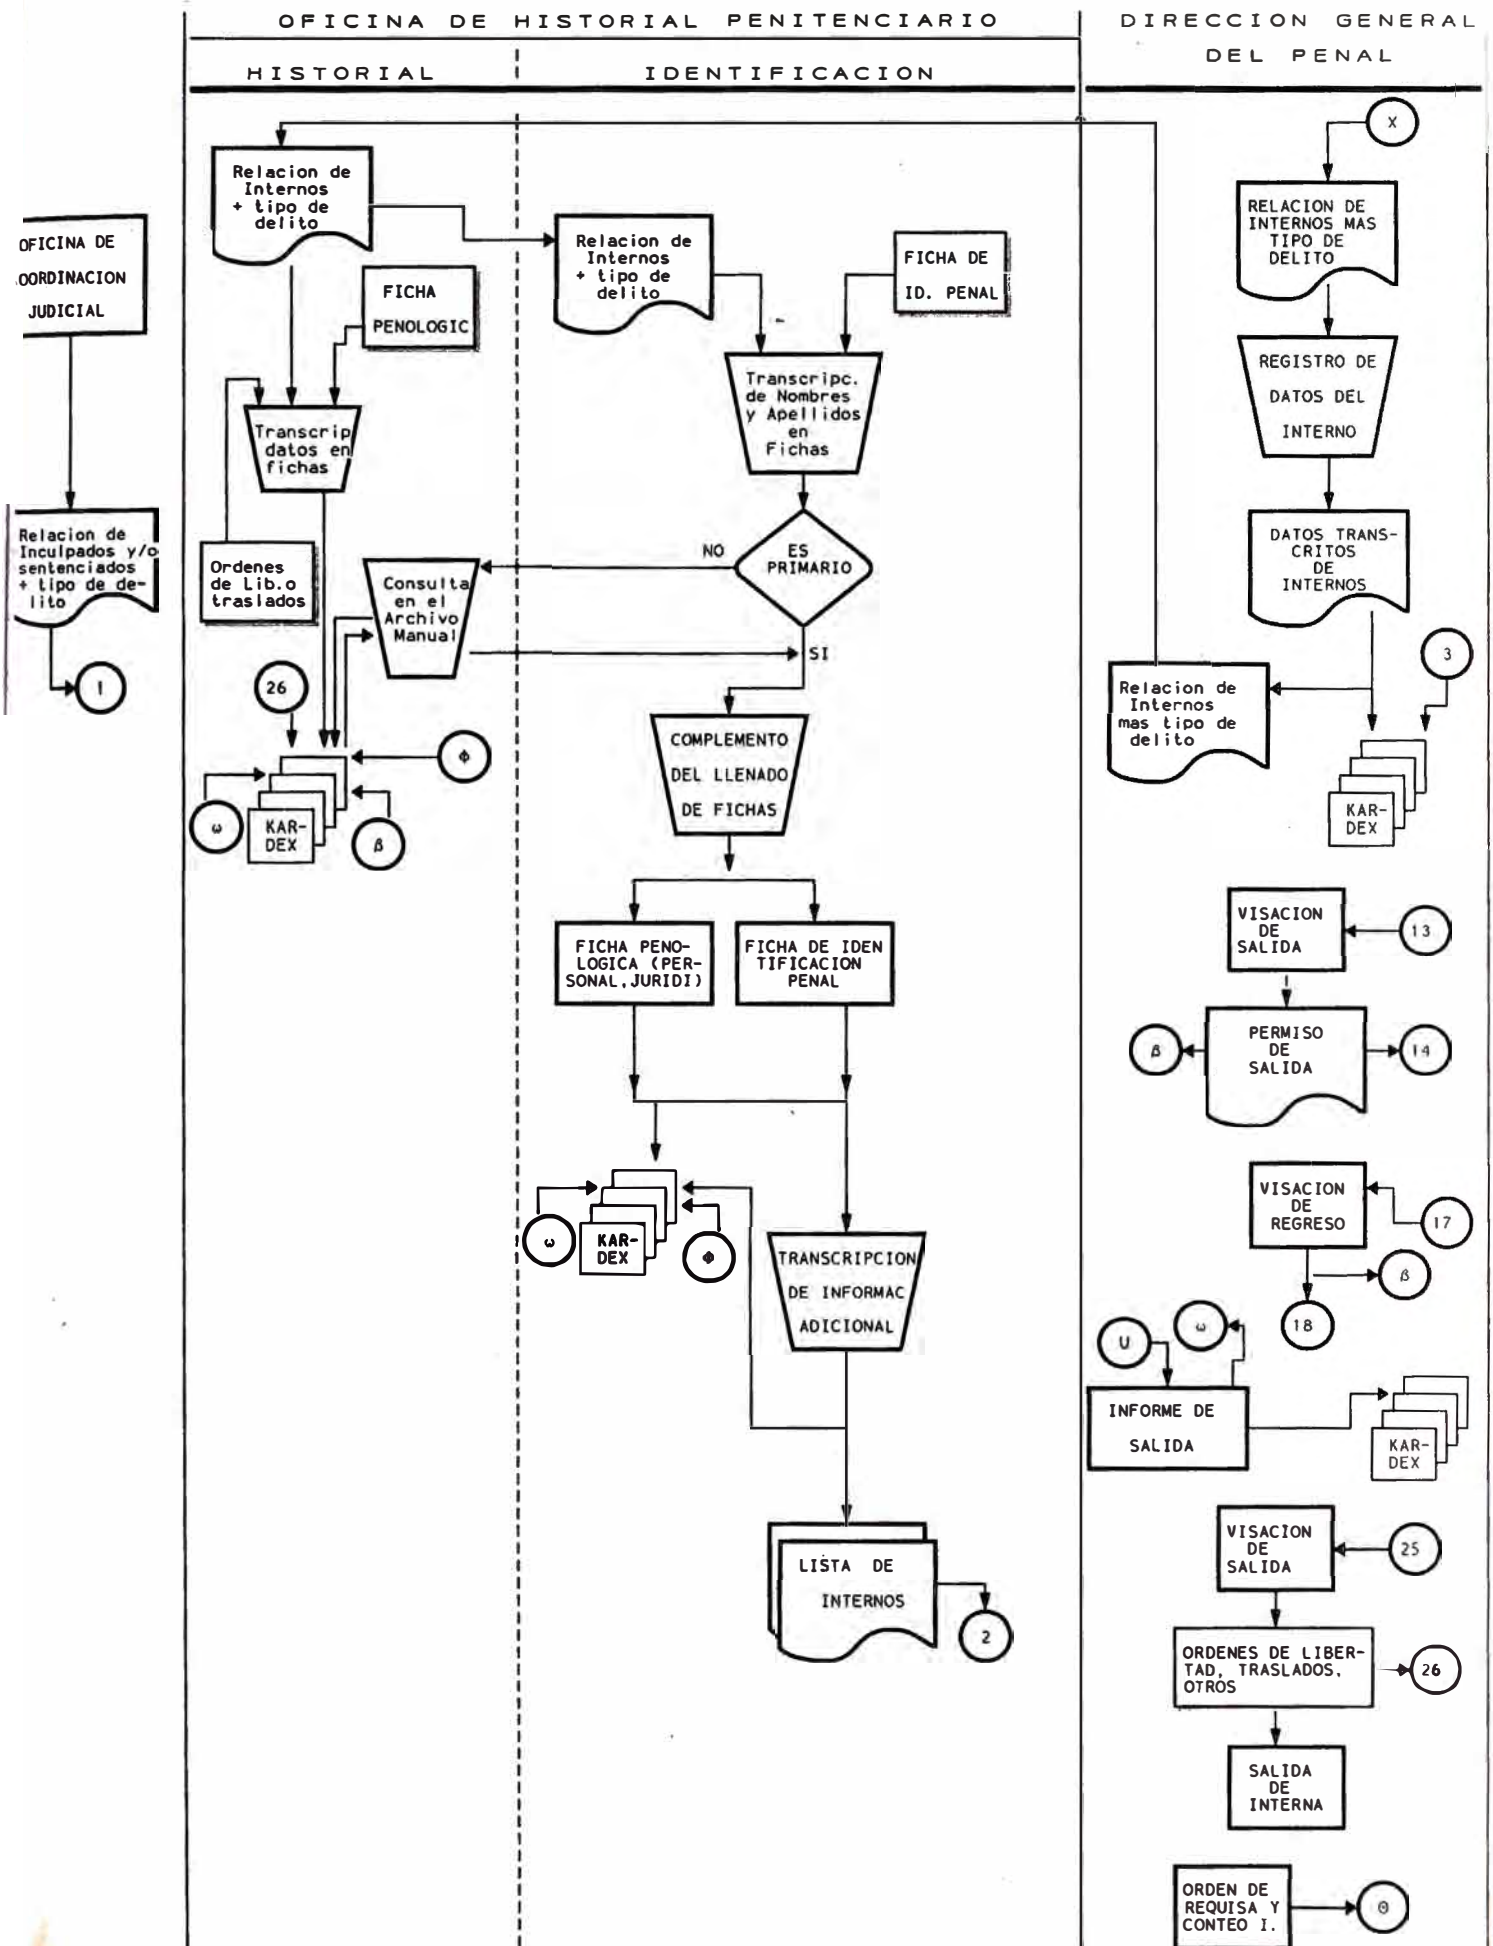 OFICINA DE HISTORIAL PENITENCIARIO
DIRECCION GENERAL
DEL PENAL
HISTORIAL
IDENTIFICACION
OFICINA DE
OORDINACION
JUDICIAL
Relacion de
Inculpados y/o
sentenciados
+ tipo de de-
lito
1
Relacion de
Internos
+ tipo de
delito
FICHA
PENOLOGIC
Transcrip
datos en
fichas
Ordenes
de Lib.o
traslados
Consulta
en el
Archivo
Manual
26
Φ
ω
KAR-
DEX
β
Relacion de
Internos
+ tipo de
delito
FICHA DE
ID. PENAL
Transcripc.
de Nombres
y Apellidos
en
Fichas
NO
ES
PRIMARIO
SI
COMPLEMENTO
DEL LLENADO
DE FICHAS
FICHA PENO-
LOGICA (PER-
SONAL,JURIDI)
FICHA DE IDEN
TIFICACION
PENAL
ω
KAR-
DEX
Φ
TRANSCRIPCION
DE INFORMAC
ADICIONAL
LISTA DE
INTERNOS
2
X
RELACION DE
INTERNOS MAS
TIPO DE
DELITO
REGISTRO DE
DATOS DEL
INTERNO
DATOS TRANS-
CRITOS
DE
INTERNOS
3
Relacion de
Internos
mas tipo de
delito
KAR-
DEX
VISACION
DE
SALIDA
13
β
PERMISO
DE
SALIDA
14
VISACION
DE
REGRESO
17
β
18
U
ω
INFORME DE
SALIDA
KAR-
DEX
VISACION
DE
SALIDA
25
ORDENES DE LIBER-
TAD, TRASLADOS,
OTROS
26
SALIDA
DE
INTERNA
ORDEN DE
REQUISA Y
CONTEO I.
Θ